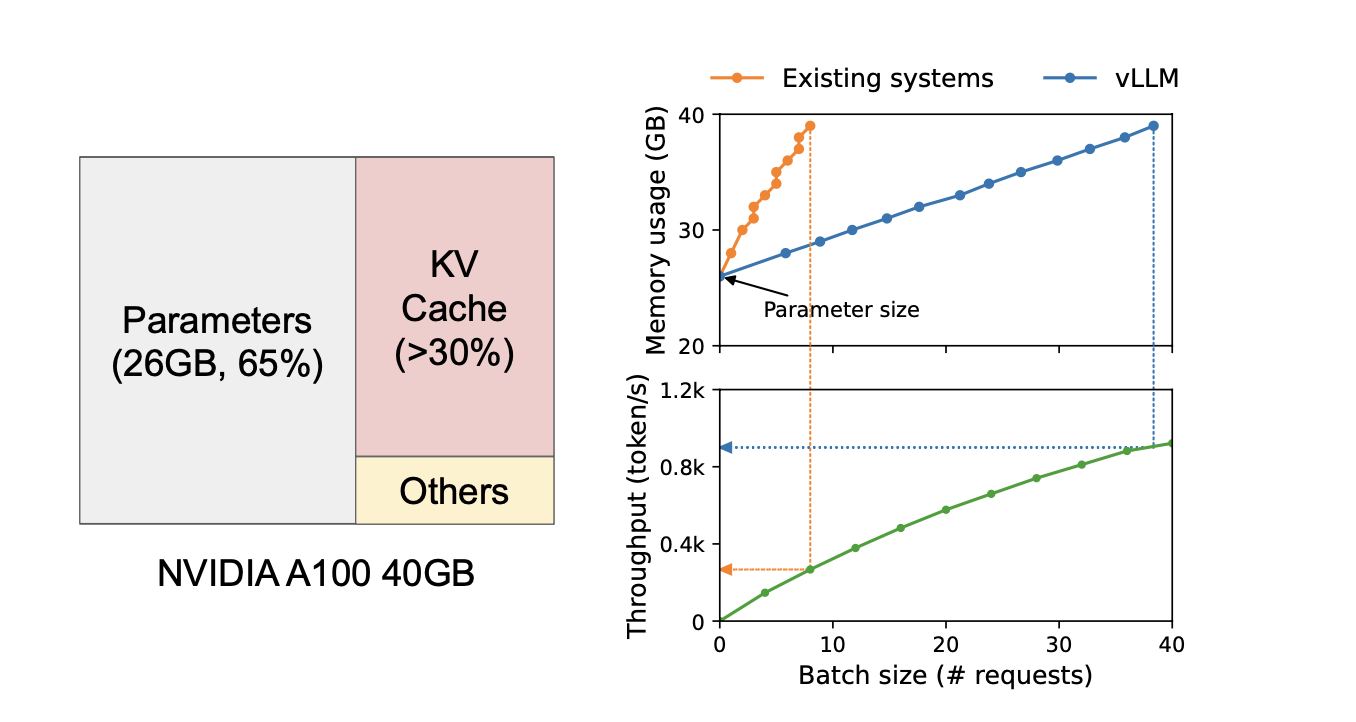 Parameters
(26GB, 65%)
KV
Cache
(>30%)
Others
NVIDIA A100 40GB
Existing systems
vLLM
Memory usage (GB)
40
30
20
Parameter size
Throughput (token/s)
1.2k
0.8k
0.4k
0
0
10
20
30
40
Batch size (# requests)